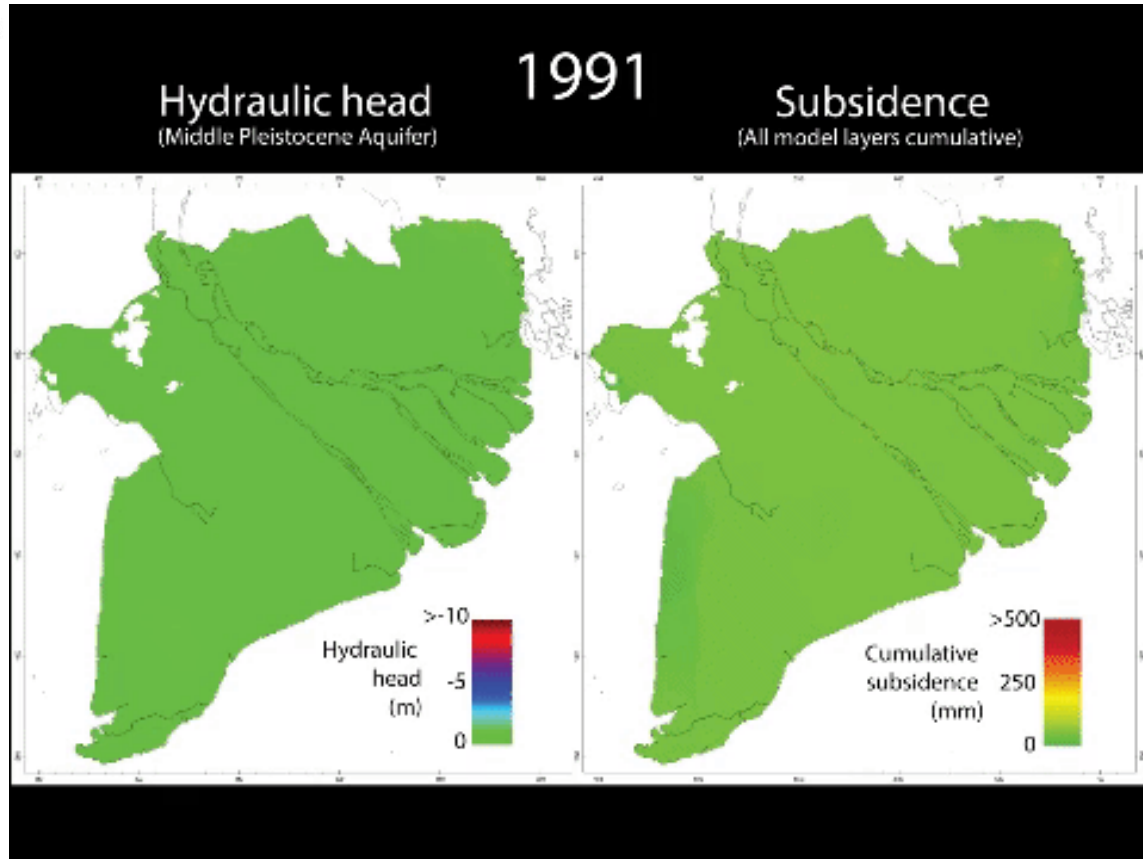 1991
Hydraulic head
(Middle Pleistocene Aquifer)
Subsidence
(All model layers cumulative)
>-10
Hydraulic
head
-5
(m)
0
>500
Cumulative
subsidence
250
(mm)
0